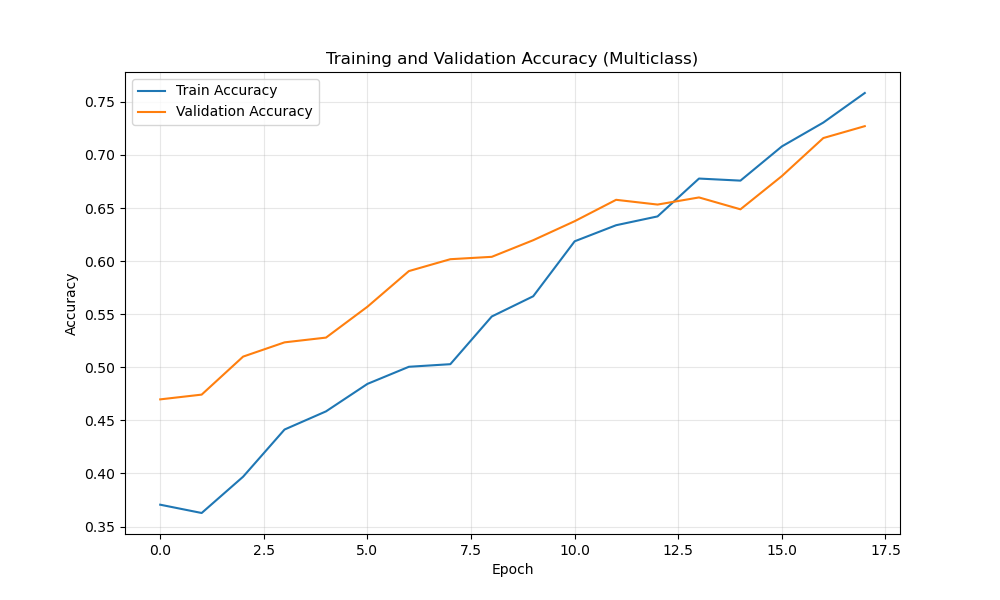 Training and Validation Accuracy (Multiclass)
Train Accuracy
Validation Accuracy
0.75
0.70
0.65
0.60
0.55
0.50
0.45
0.40
0.35
Accuracy
0.0 2.5 5.0 7.5 10.0 12.5 15.0 17.5
Epoch